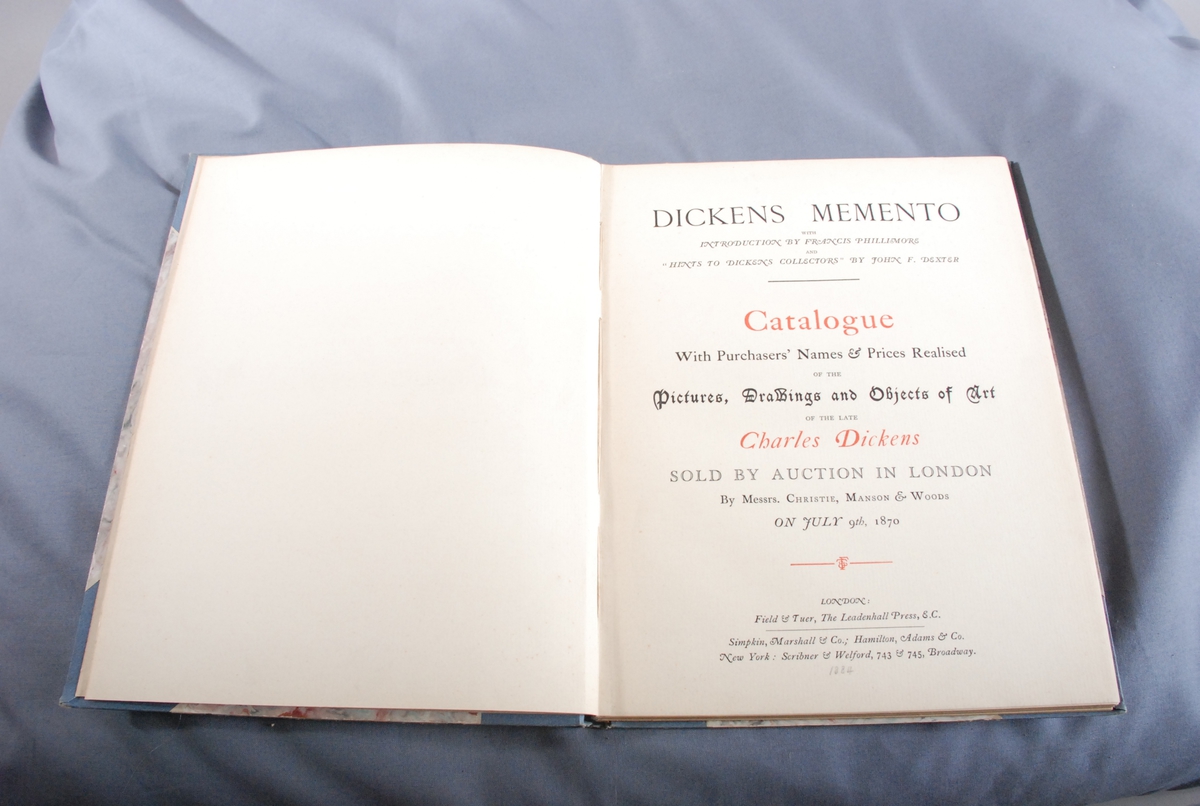 DICKENS MEMENTO
WITH
INTRODUCTION BY FRANCIS PHILLIMORE
AND
"HINTS TO DICKENS COLLECTORS" BY JOHN F. DEXTER
Catalogue
With Purchasers' Names & Prices Realised
OF THE
Pictures, Drawings and Objects of Art
OF THE LATE
Charles Dickens
SOLD BY AUCTION IN LONDON
By Messrs. Christie, Manson & Woods
ON JULY 9th, 1870
LONDON:
Field & Tuer, The Leadenhall Press, E.C.
Simpkin, Marshall & Co.; Hamilton, Adams & Co.
New York: Scribner & Welford, 743 & 745, Broadway.